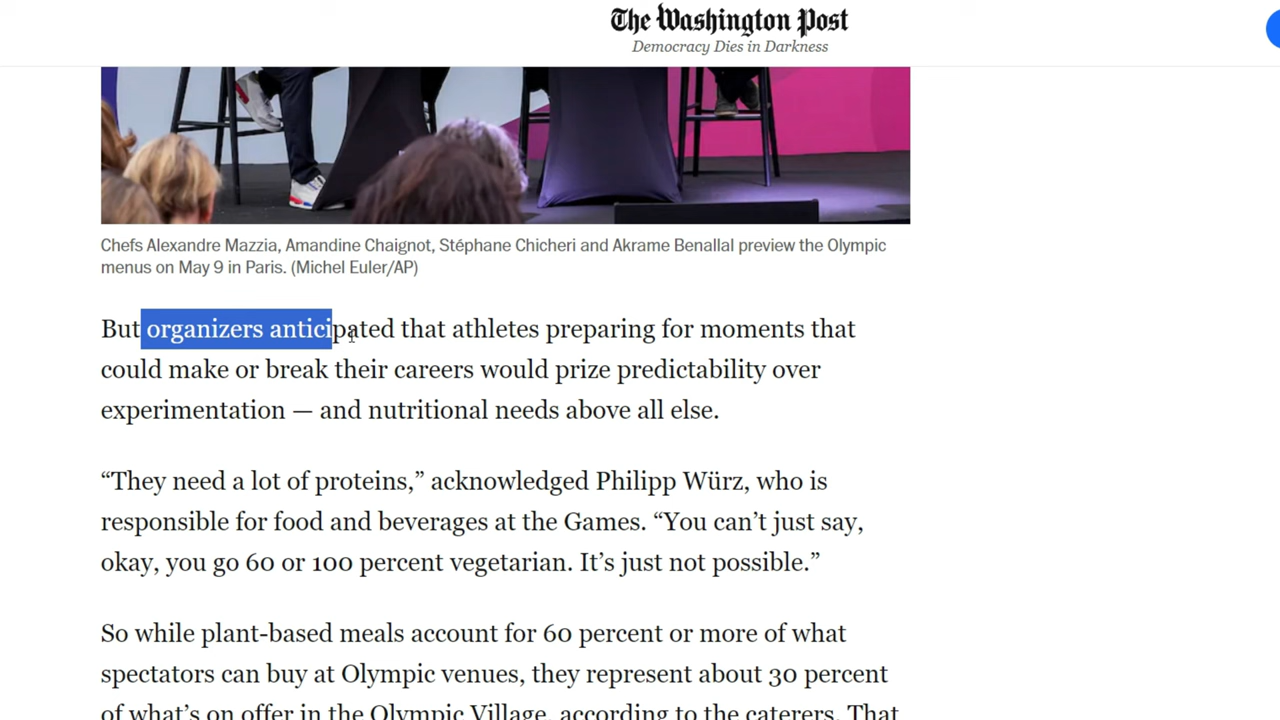 The Washington Post
Democracy Dies in Darkness
Chefs Alexandre Mazzia, Amandine Chaignot, Stéphane Chicheri and Akrame Benallal preview the Olympic
menus on May 9 in Paris. (Michel Euler/AP)
But organizers anticipated that athletes preparing for moments that
could make or break their careers would prize predictability over
experimentation — and nutritional needs above all else.
“They need a lot of proteins,” acknowledged Philipp Würz, who is
responsible for food and beverages at the Games. “You can’t just say,
okay, you go 60 or 100 percent vegetarian. It’s just not possible.”
So while plant-based meals account for 60 percent or more of what
spectators can buy at Olympic venues, they represent about 30 percent
of what’s on offer in the Olympic Village, according to the caterers. That